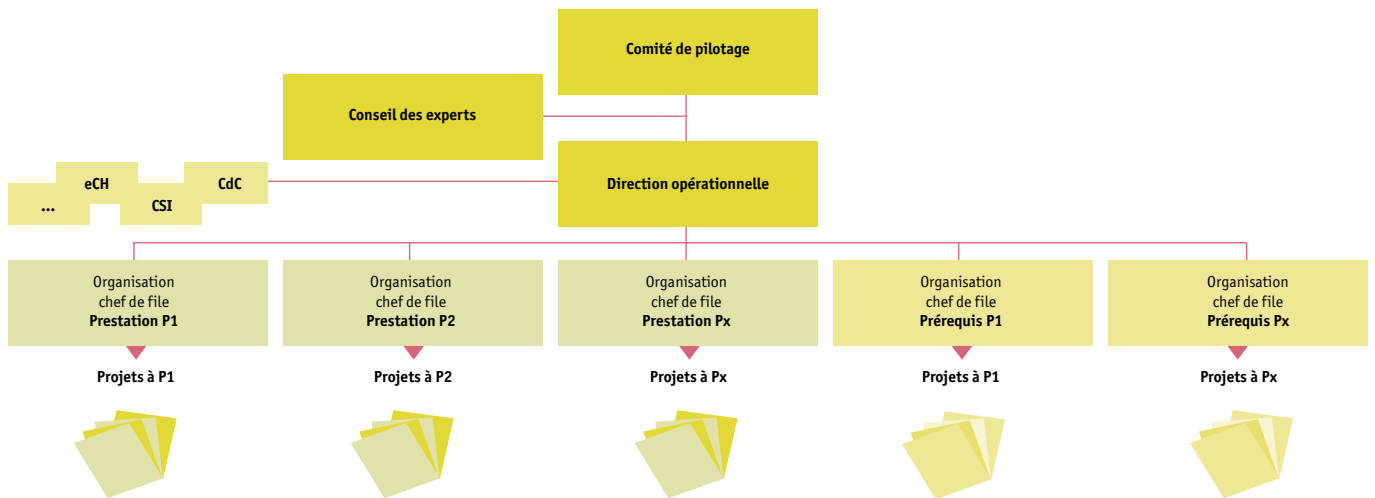 Comité de pilotage
Conseil des experts
Direction opérationnelle
eCH
CdC
...
CSI
Organisation
chef de file
Prestation P1
Organisation
chef de file
Prestation P2
Organisation
chef de file
Prestation Px
Organisation
chef de file
Prérequis P1
Organisation
chef de file
Prérequis Px
Projets à P1
Projets à P2
Projets à Px
Projets à P1
Projets à Px